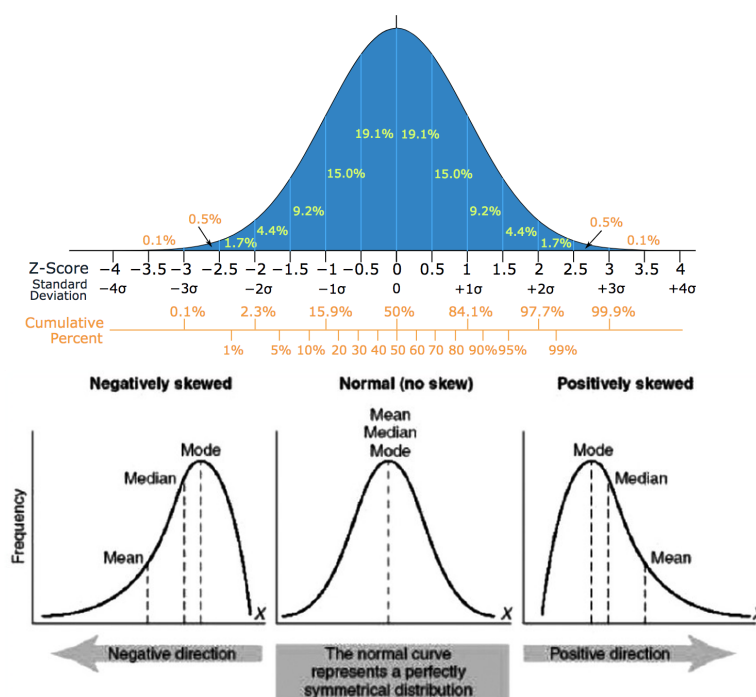 19.1% 19.1%
15.0% 15.0%
9.2% 9.2%
0.5% 0.5%
4.4% 4.4%
0.1% 1.7% 1.7% 0.1%
Z-Score −4 −3.5 −3 −2.5 −2 −1.5 −1 −0.5 0 0.5 1 1.5 2 2.5 3 3.5 4
Standard
Deviation −4σ −3σ −2σ −1σ 0 +1σ +2σ +3σ +4σ
0.1% 2.3% 15.9% 50% 84.1% 97.7% 99.9%
Cumulative
Percent
1% 5% 10% 20 30 40 50 60 70 80 90% 95% 99%
Negatively skewed
Mode
Median
Mean
Frequency
X
Negative direction
Normal (no skew)
Mean
Median
Mode
X
The normal curve
represents a perfectly
symmetrical distribution
Positively skewed
Mode
Median
Mean
X
Positive direction